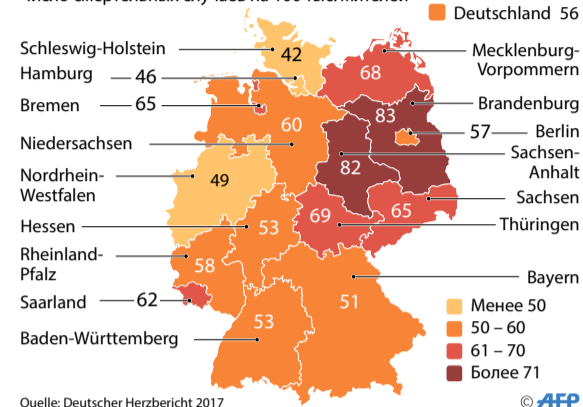 Deutschland 56
Schleswig-Holstein
42
Mecklenburg-
Vorpommern
Hamburg
46
68
Bremen
65
83
Brandenburg
60
57
Berlin
Niedersachsen
Sachsen-
Anhalt
82
Nordrhein-
Westfalen
49
Sachsen
65
Hessen
53
69
Thüringen
Rheinland-
Pfalz
58
Bayern
Saarland
62
51
53
Baden-Württemberg
Менее 50
50 – 60
61 – 70
Более 71
Quelle: Deutscher Herzbericht 2017
© AFP